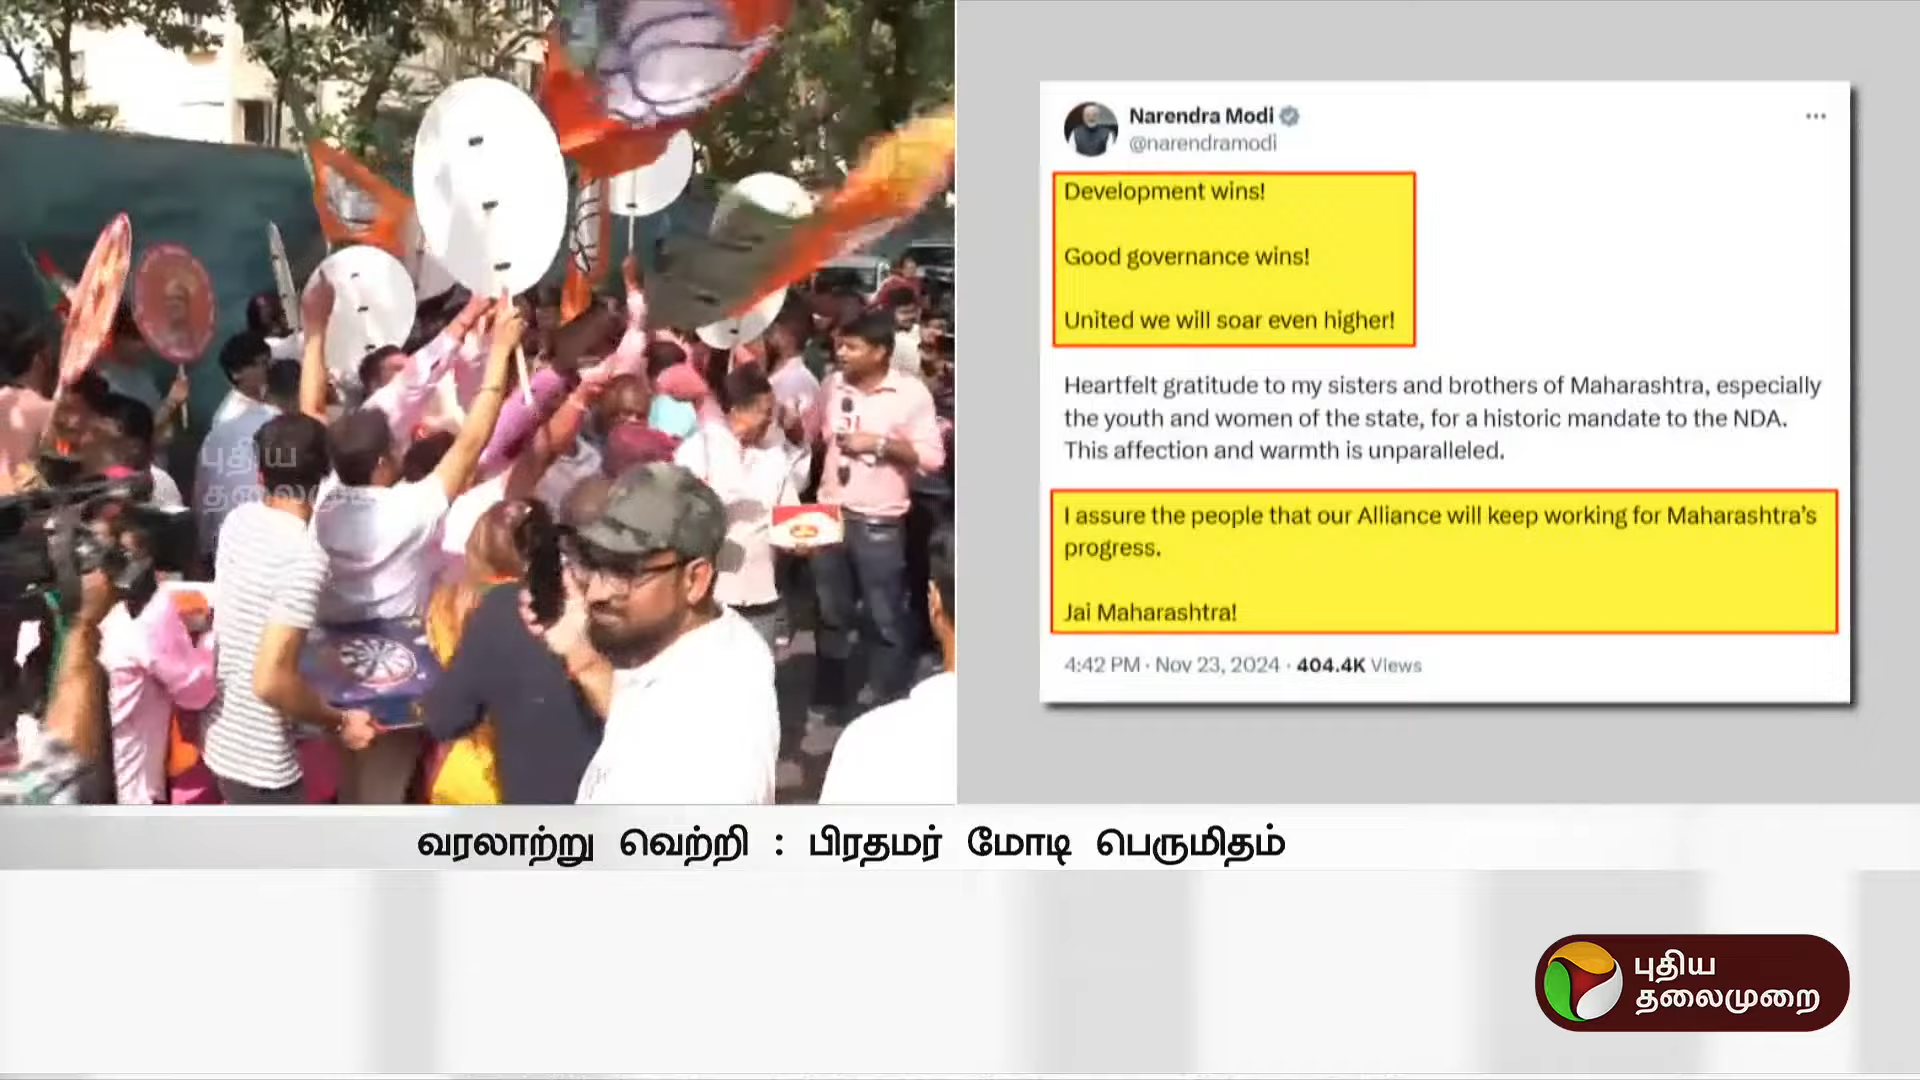 புதிய
தலைமுறை
Narendra Modi
@narendramodi
Development wins!
Good governance wins!
United we will soar even higher!
Heartfelt gratitude to my sisters and brothers of Maharashtra, especially
the youth and women of the state, for a historic mandate to the NDA.
This affection and warmth is unparalleled.
I assure the people that our Alliance will keep working for Maharashtra's
progress.
Jai Maharashtra!
4:42 PM · Nov 23, 2024 · 404.4K Views
வரலாற்று வெற்றி : பிரதமர் மோடி பெருமிதம்
புதிய
தலைமுறை